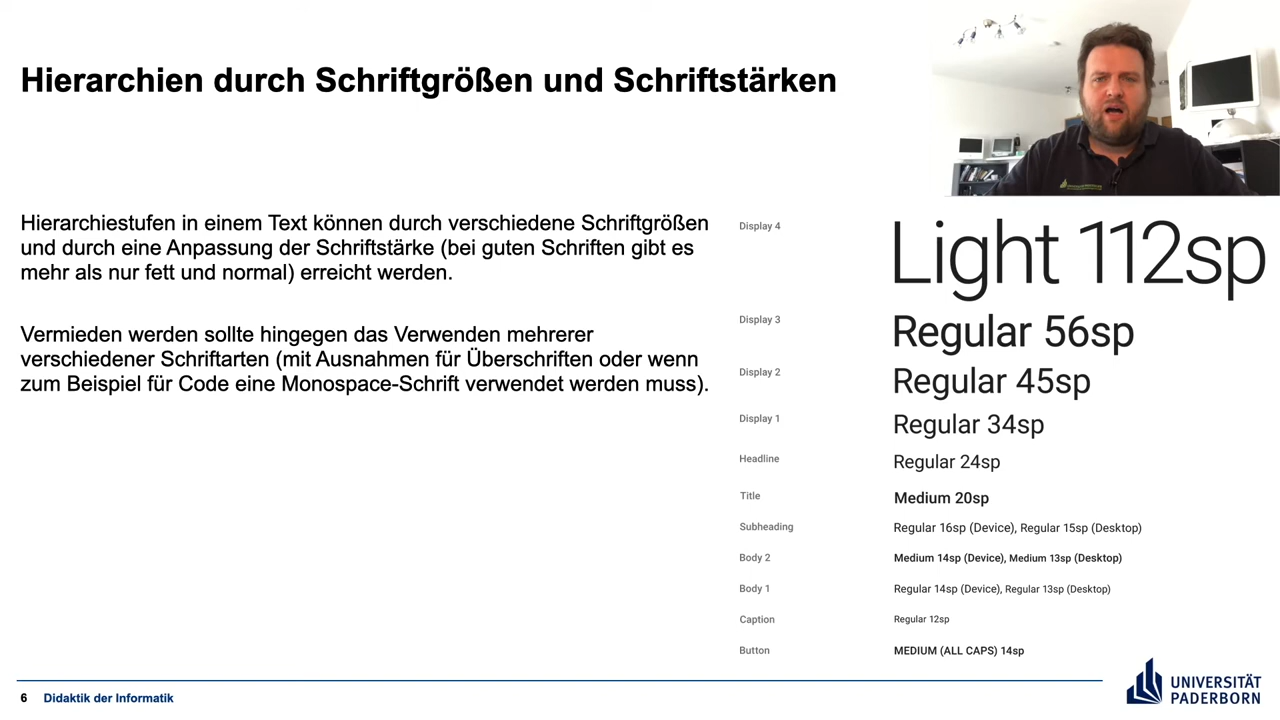 Hierarchien durch Schriftgrößen und Schriftstärken
Hierarchiestufen in einem Text können durch verschiedene Schriftgrößen
und durch eine Anpassung der Schriftstärke (bei guten Schriften gibt es
mehr als nur fett und normal) erreicht werden.
Vermieden werden sollte hingegen das Verwenden mehrerer
verschiedener Schriftarten (mit Ausnahmen für Überschriften oder wenn
zum Beispiel für Code eine Monospace-Schrift verwendet werden muss).
Display 4 Light 112sp
Display 3 Regular 56sp
Display 2 Regular 45sp
Display 1 Regular 34sp
Headline Regular 24sp
Title Medium 20sp
Subheading Regular 16sp (Device), Regular 15sp (Desktop)
Body 2 Medium 14sp (Device), Medium 13sp (Desktop)
Body 1 Regular 14sp (Device), Regular 13sp (Desktop)
Caption Regular 12sp
Button MEDIUM (ALL CAPS) 14sp
6 Didaktik der Informatik
UNIVERSITÄT
PADERBORN